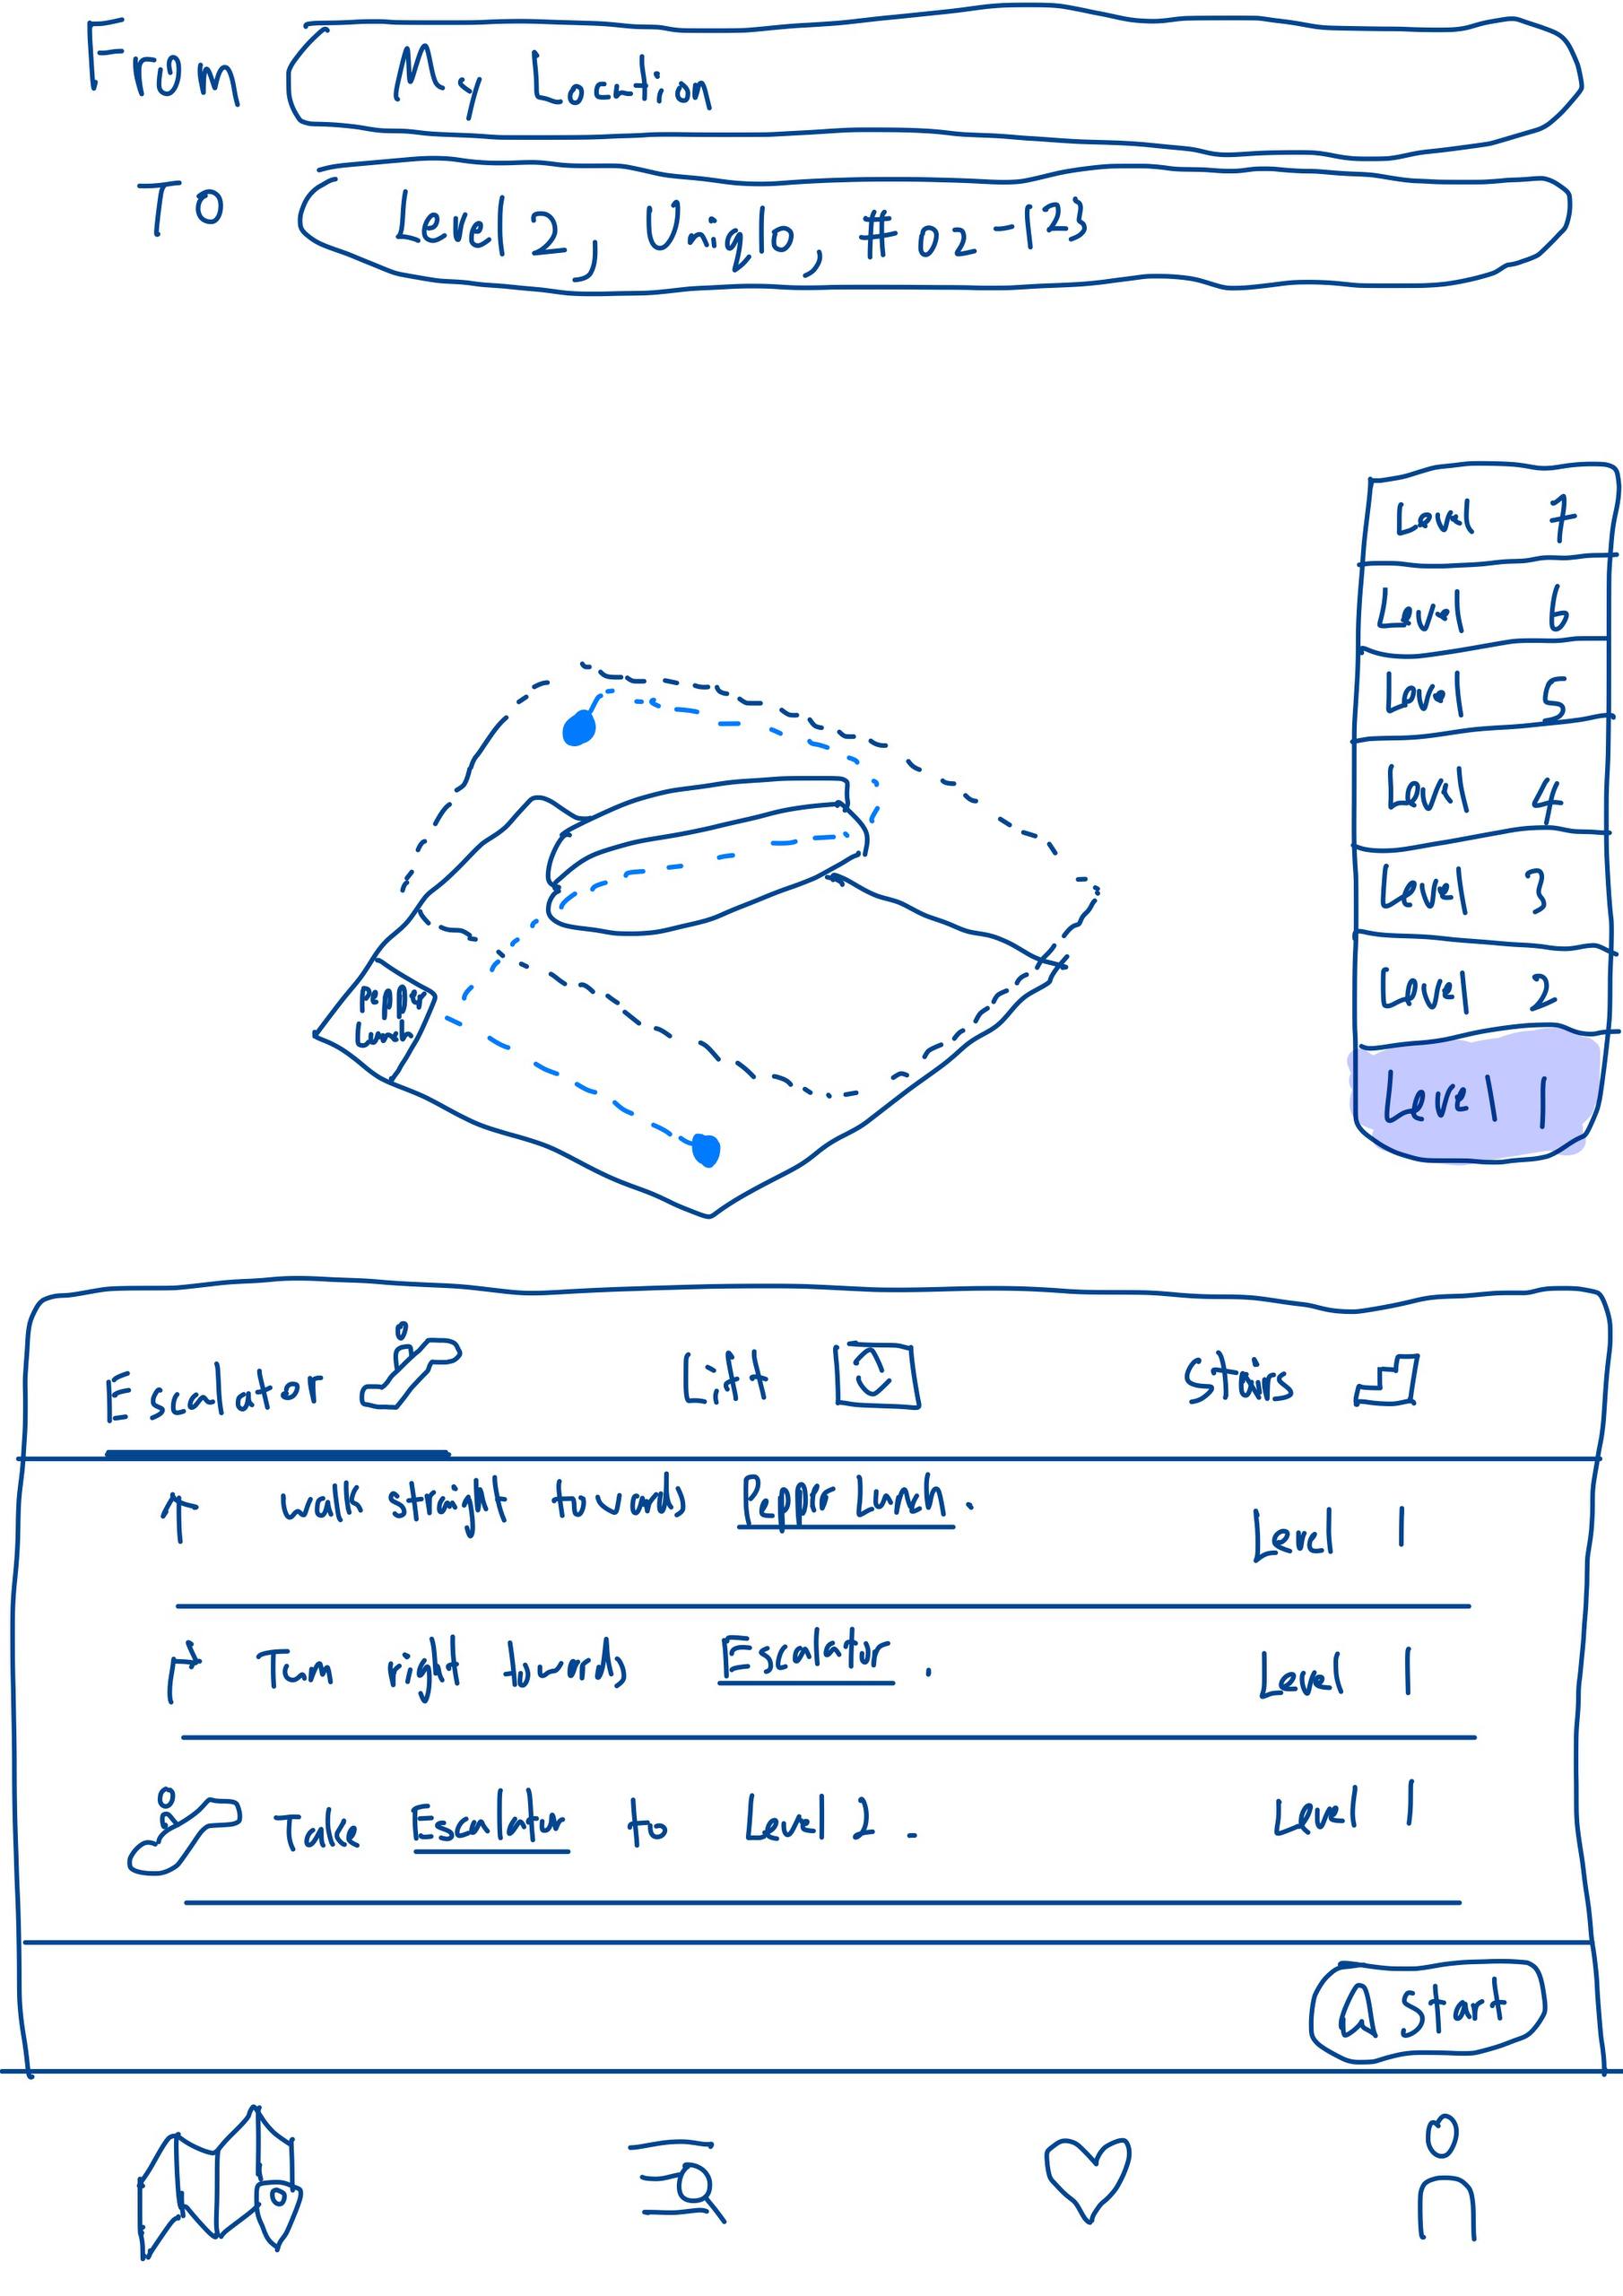 From My Location
To Level 2, Uniqlo, #02-133
Level 7
Level 6
Level 5
Level 4
Level 3
Level 2
Level 1
Pepper Lunch
Escalator Lift Stairs
Walk straight towards Pepper Lunch. Level 1
Turn right towards Escalator. Level 1
Take Escalator to Level 2. Level 1
Start